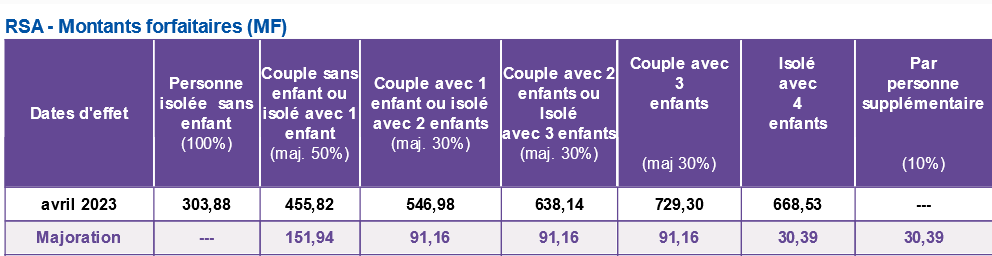 RSA - Montants forfaitaires (MF)
Dates d'effet
Personne
isolée sans
enfant
(100%)
Couple sans
enfant ou
isolé avec 1
enfant
(maj. 50%)
Couple avec 1
enfant ou isolé
avec 2 enfants
(maj. 30%)
Couple avec 2
enfants ou
Isolé
avec 3 enfants
(maj. 30%)
Couple avec
3
enfants
(maj 30%)
Isolé
avec
4
enfants
Par
personne
supplémentaire
(10%)
avril 2023 303,88 455,82 546,98 638,14 729,30 668,53 ---
Majoration --- 151,94 91,16 91,16 91,16 30,39 30,39